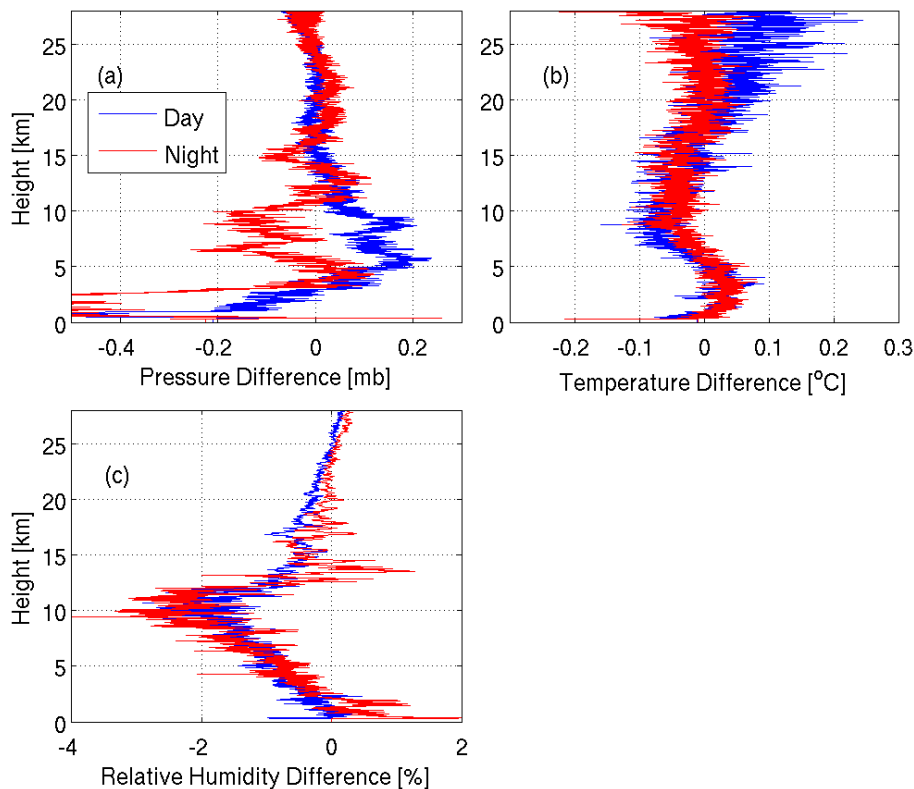 25
20
15
10
5
0
Height [km]
(a)
Day
Night
-0.4 -0.2 0 0.2
Pressure Difference [mb]
25
20
15
10
5
0
(b)
-0.2 -0.1 0 0.1 0.2 0.3
Temperature Difference [°C]
25
20
15
10
5
0
Height [km]
(c)
-4 -2 0 2
Relative Humidity Difference [%]